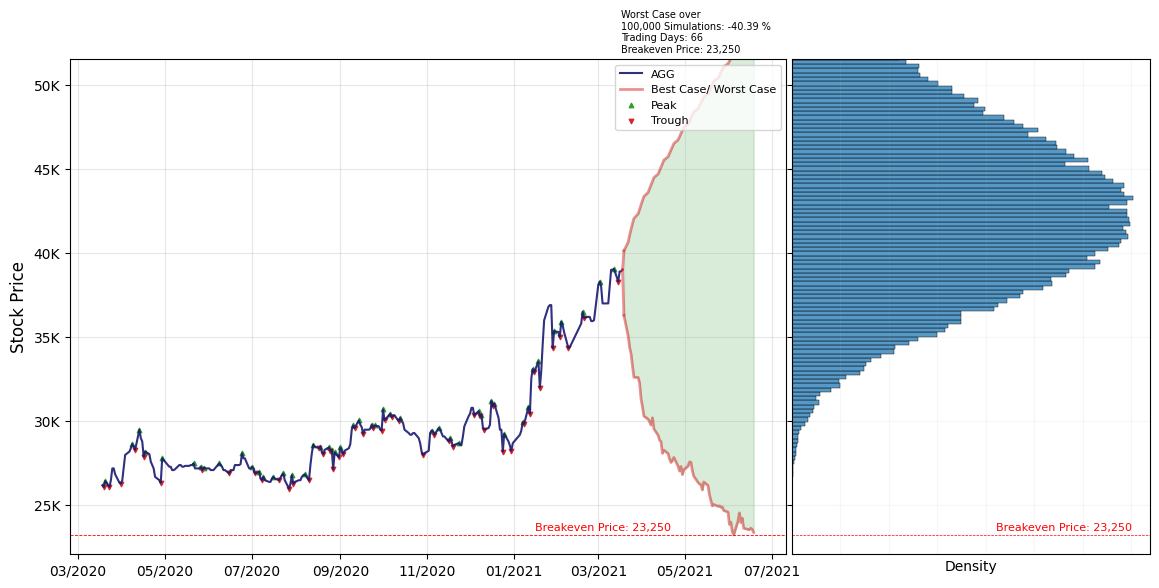 Worst Case over
100,000 Simulations: -40.39 %
Trading Days: 66
Breakeven Price: 23,250
AGG
Best Case/ Worst Case
Peak
Trough
Stock Price
50K
45K
40K
35K
30K
25K
Breakeven Price: 23,250
Breakeven Price: 23,250
03/2020
05/2020
07/2020
09/2020
11/2020
01/2021
03/2021
05/2021
07/2021
Density